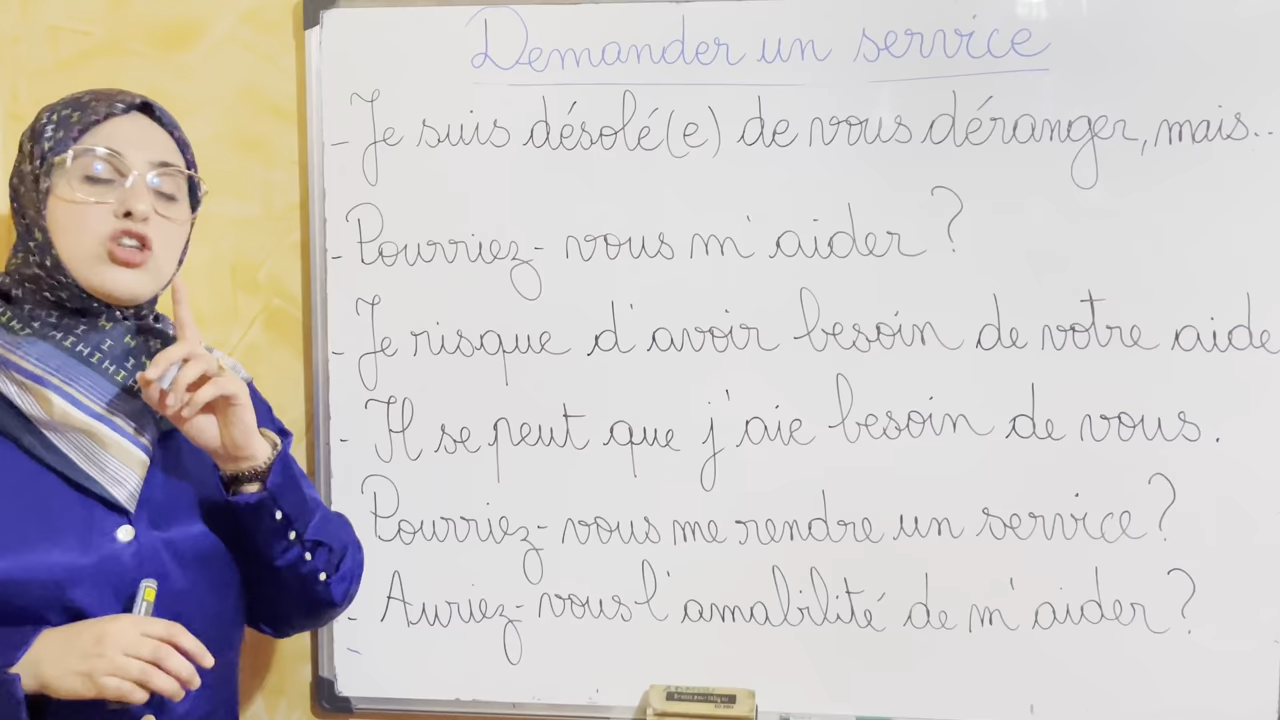 Demander un service
- Je suis désolé(e) de vous déranger, mais..
- Pourriez-vous m'aider ?
- Je risque d'avoir besoin de votre aide
- Il se peut que j'aie besoin de vous.
Pourriez-vous me rendre un service ?
- Auriez-vous l'amabilité de m'aider ?